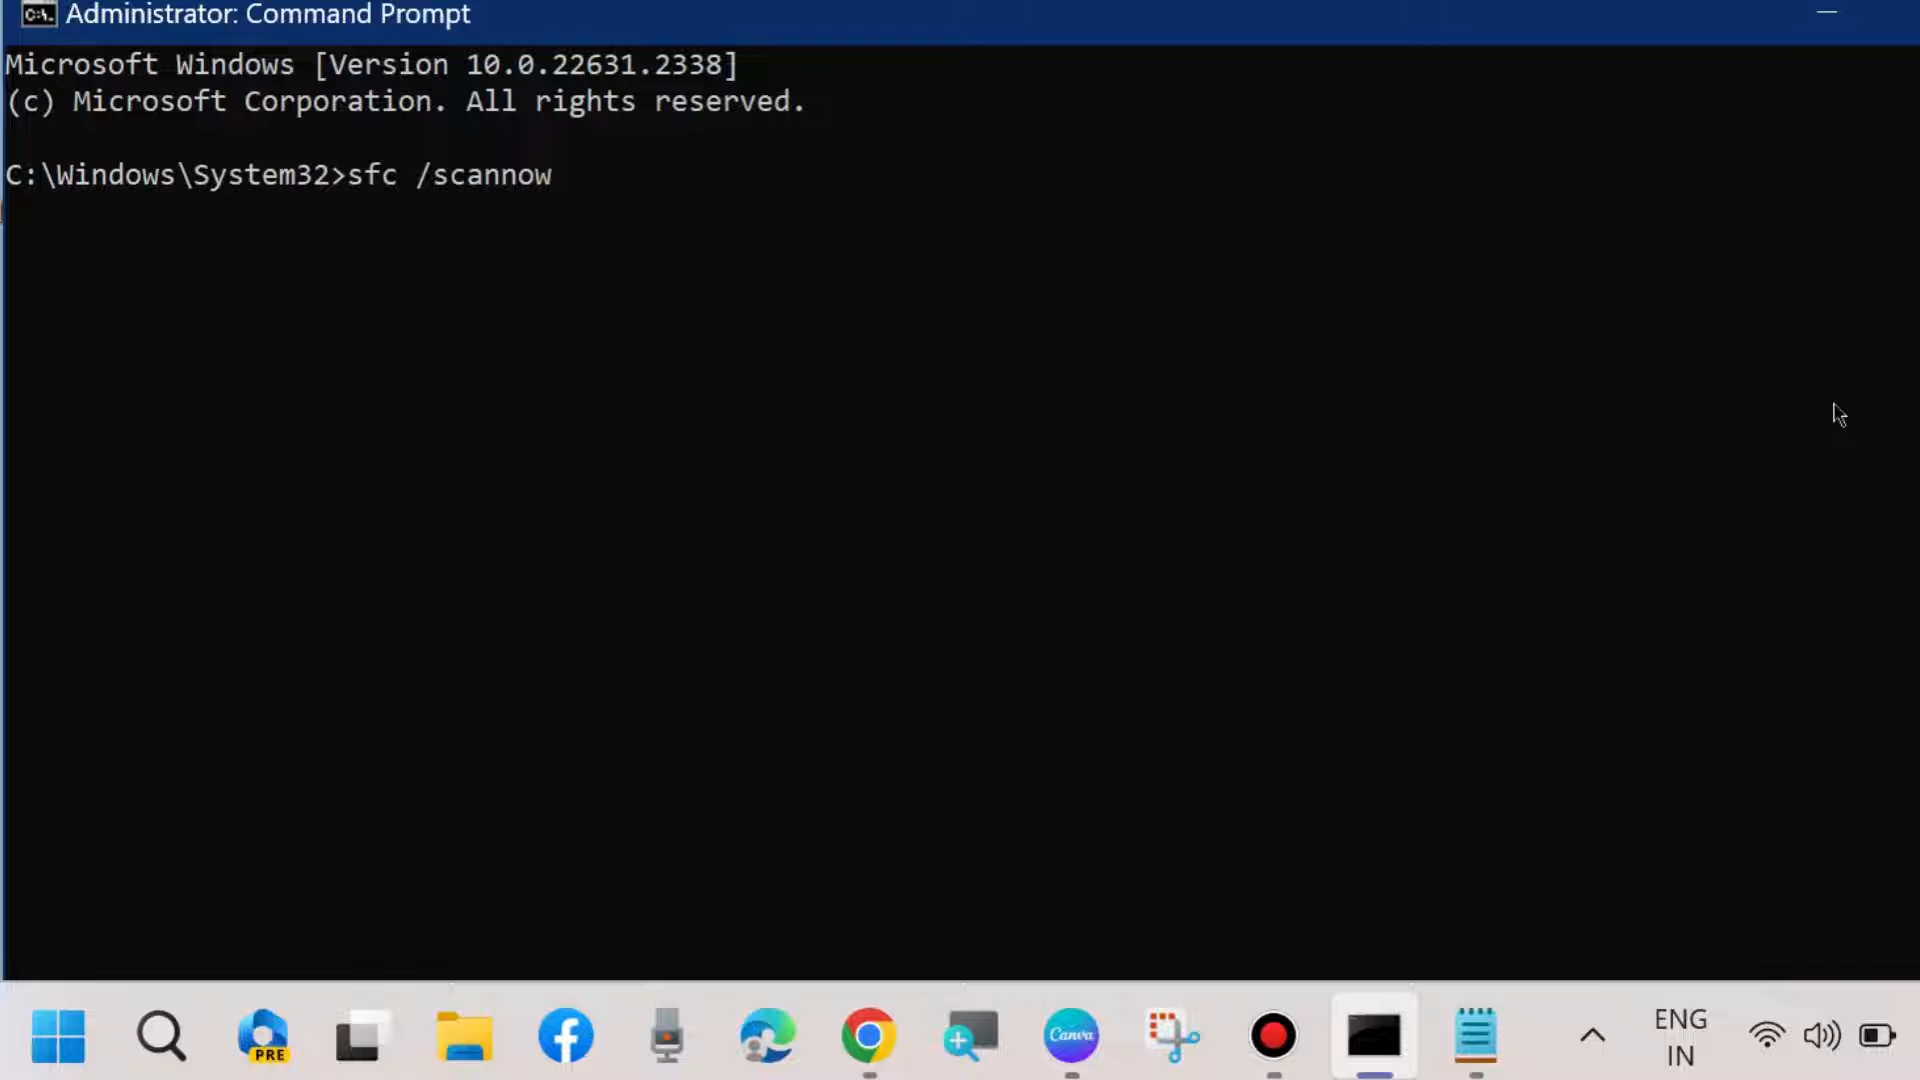 Administrator: Command Prompt
Microsoft Windows [Version 10.0.22631.2338]
(c) Microsoft Corporation. All rights reserved.
C:\Windows\System32>sfc /scannow
PRE
Canva
ENG
IN